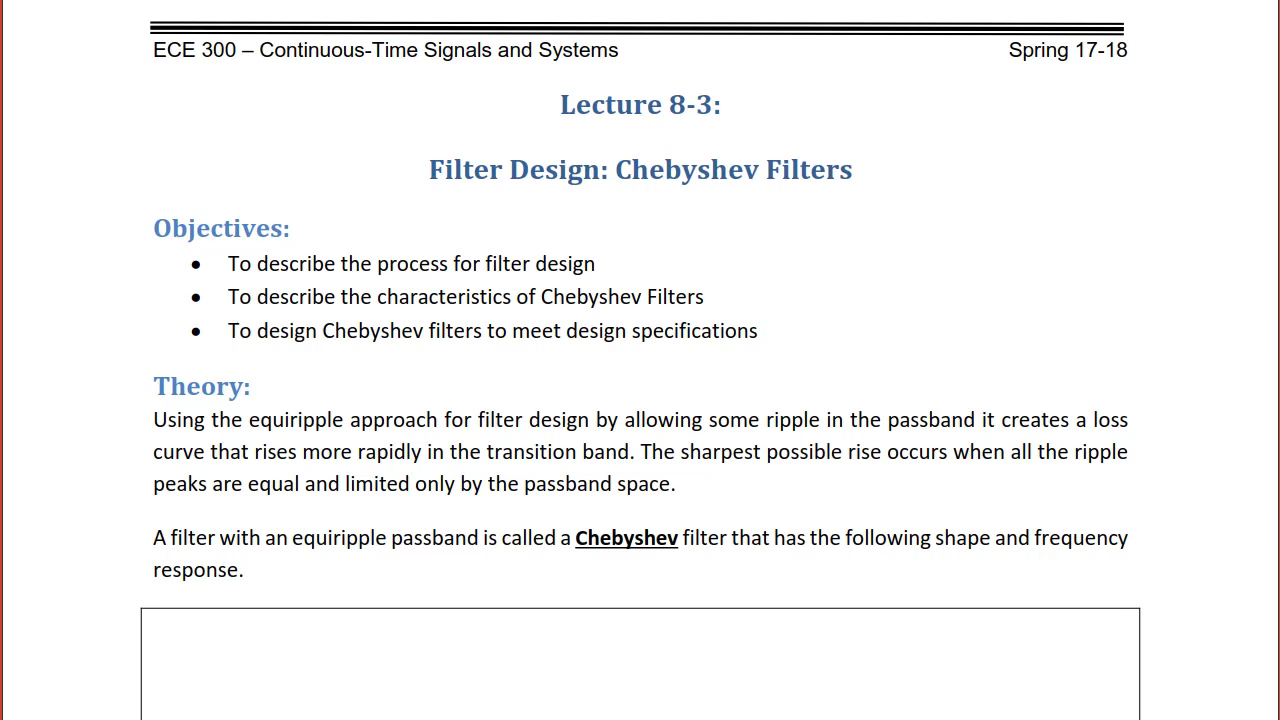 ECE 300 – Continuous-Time Signals and Systems Spring 17-18
Lecture 8-3:
Filter Design: Chebyshev Filters
Objectives:
• To describe the process for filter design
• To describe the characteristics of Chebyshev Filters
• To design Chebyshev filters to meet design specifications
Theory:
Using the equiripple approach for filter design by allowing some ripple in the passband it creates a loss
curve that rises more rapidly in the transition band. The sharpest possible rise occurs when all the ripple
peaks are equal and limited only by the passband space.
A filter with an equiripple passband is called a Chebyshev filter that has the following shape and frequency
response.